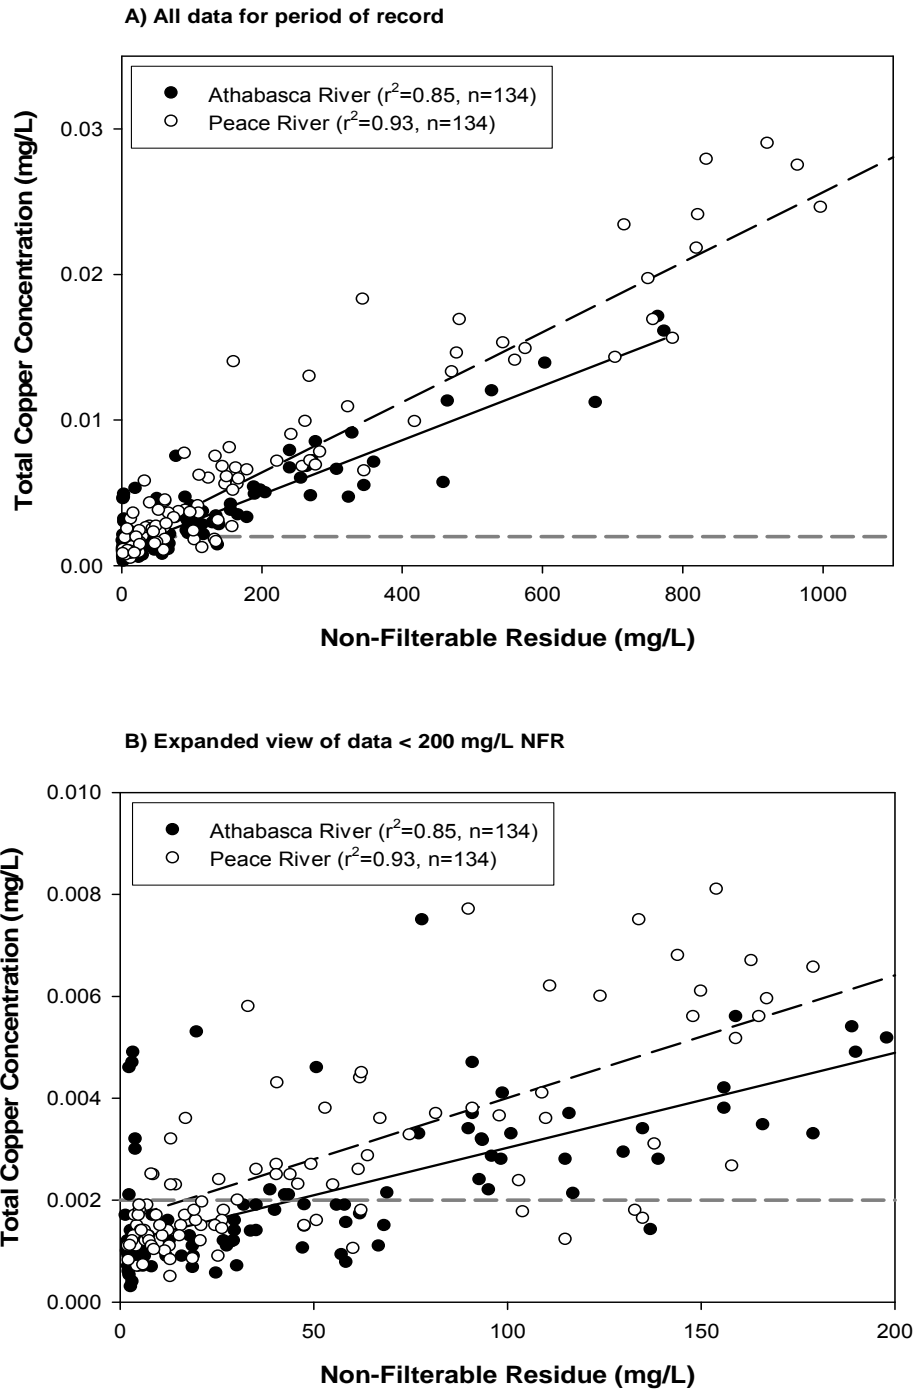 A) All data for period of record
Athabasca River (r²=0.85, n=134)
Peace River (r²=0.93, n=134)
Total Copper Concentration (mg/L)
0.03
0.02
0.01
0.00
0 200 400 600 800 1000
Non-Filterable Residue (mg/L)
B) Expanded view of data < 200 mg/L NFR
Athabasca River (r²=0.85, n=134)
Peace River (r²=0.93, n=134)
Total Copper Concentration (mg/L)
0.010
0.008
0.006
0.004
0.002
0.000
0 50 100 150 200
Non-Filterable Residue (mg/L)